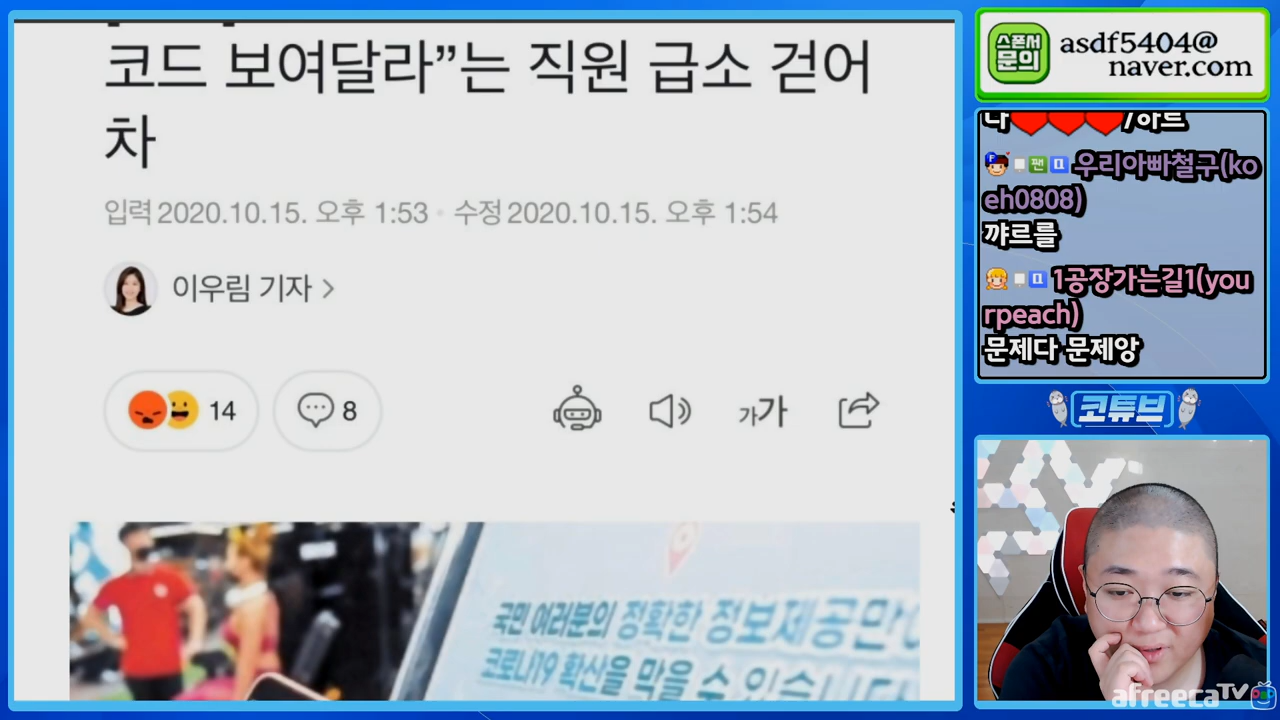 코드 보여달라”는 직원 급소 걷어
차
입력 2020.10.15. 오후 1:53 · 수정 2020.10.15. 오후 1:54
이우림 기자 >
14
8
가가
국민 여러분의 정확한 정보제공만
코로나19 확산을 막을 수 있습니다
스폰서
문의
asdf5404@
naver.com
다❤❤❤/하트
팬 우리아빠철구(ko
eh0808)
꺄르를
1공장가는길1(you
rpeach)
문제다 문제앙
코튜브
afreecaTV